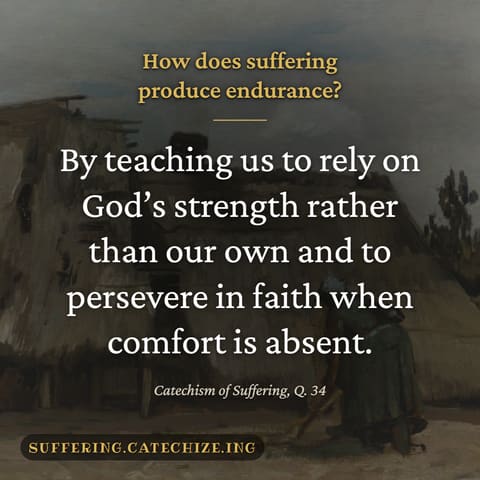 How does suffering
produce endurance?
By teaching us to rely on
God’s strength rather
than our own and to
persevere in faith when
comfort is absent.
Catechism of Suffering, Q. 34
SUFFERING.CATECHIZE.ING